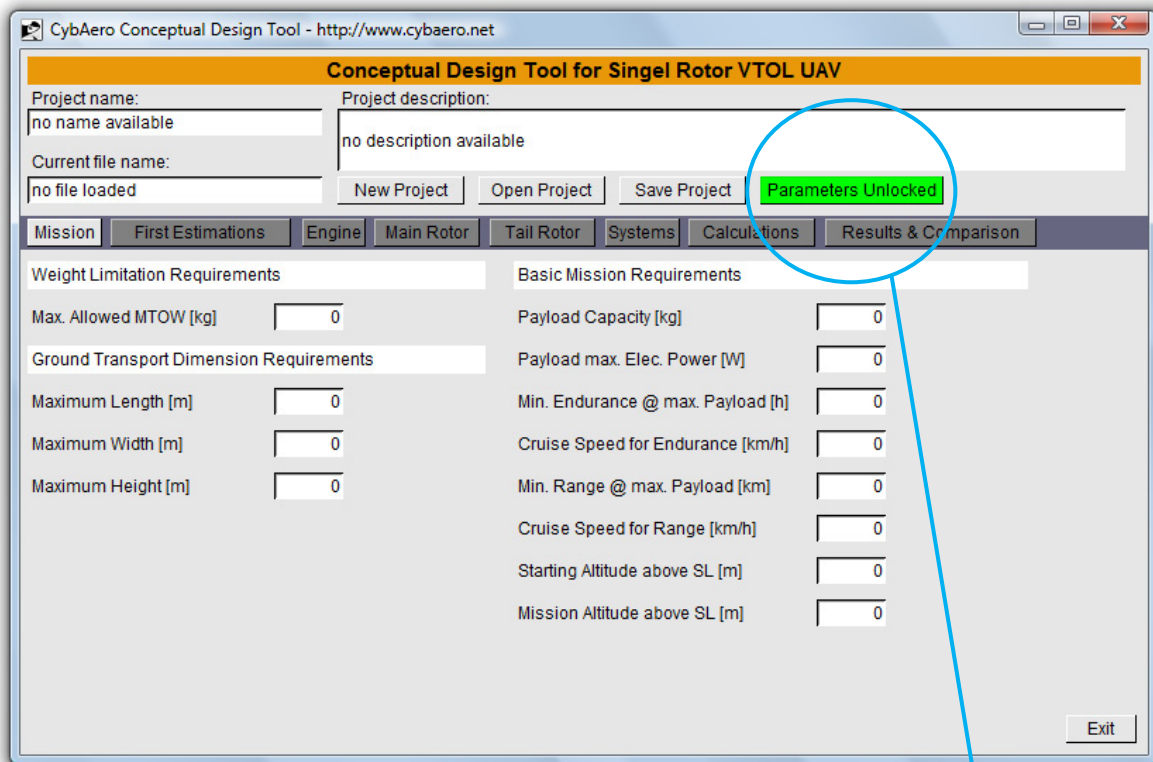 CybAero Conceptual Design Tool - http://www.cybaero.net
Conceptual Design Tool for Singel Rotor VTOL UAV
Project name:
Project description:
no name available
no description available
Current file name:
no file loaded
New Project Open Project Save Project Parameters Unlocked
Mission First Estimations Engine Main Rotor Tail Rotor Systems Calculations Results & Comparison
Weight Limitation Requirements
Max. Allowed MTOW [kg] 0
Ground Transport Dimension Requirements
Maximum Length [m] 0
Maximum Width [m] 0
Maximum Height [m] 0
Basic Mission Requirements
Payload Capacity [kg] 0
Payload max. Elec. Power [W] 0
Min. Endurance @ max. Payload [h] 0
Cruise Speed for Endurance [km/h] 0
Min. Range @ max. Payload [km] 0
Cruise Speed for Range [km/h] 0
Starting Altitude above SL [m] 0
Mission Altitude above SL [m] 0
Exit